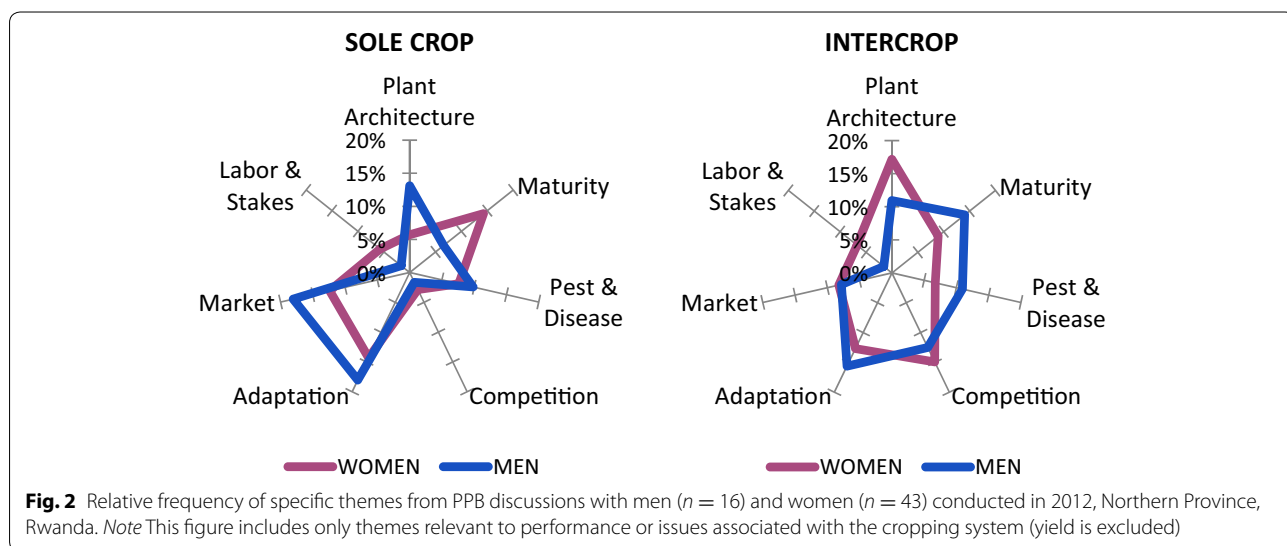 SOLE CROP
Plant
Architecture
20%
15%
10%
5%
0%
Labor &
Stakes
Maturity
Market
Pest &
Disease
Adaptation
Competition
WOMEN MEN
INTERCROP
Plant
Architecture
20%
15%
10%
5%
0%
Labor &
Stakes
Maturity
Market
Pest &
Disease
Adaptation
Competition
WOMEN MEN
Fig. 2 Relative frequency of specific themes from PPB discussions with men (n = 16) and women (n = 43) conducted in 2012, Northern Province,
Rwanda. Note This figure includes only themes relevant to performance or issues associated with the cropping system (yield is excluded)